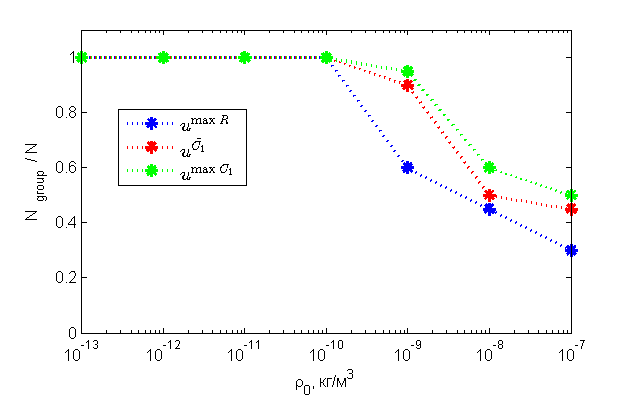 1
0.8
0.6
0.4
0.2
0
N group / N
u^max R
u^C̄₁
u^max C₁
10^-13
10^-12
10^-11
10^-10
10^-9
10^-8
10^-7
ρ₀, кг/м³